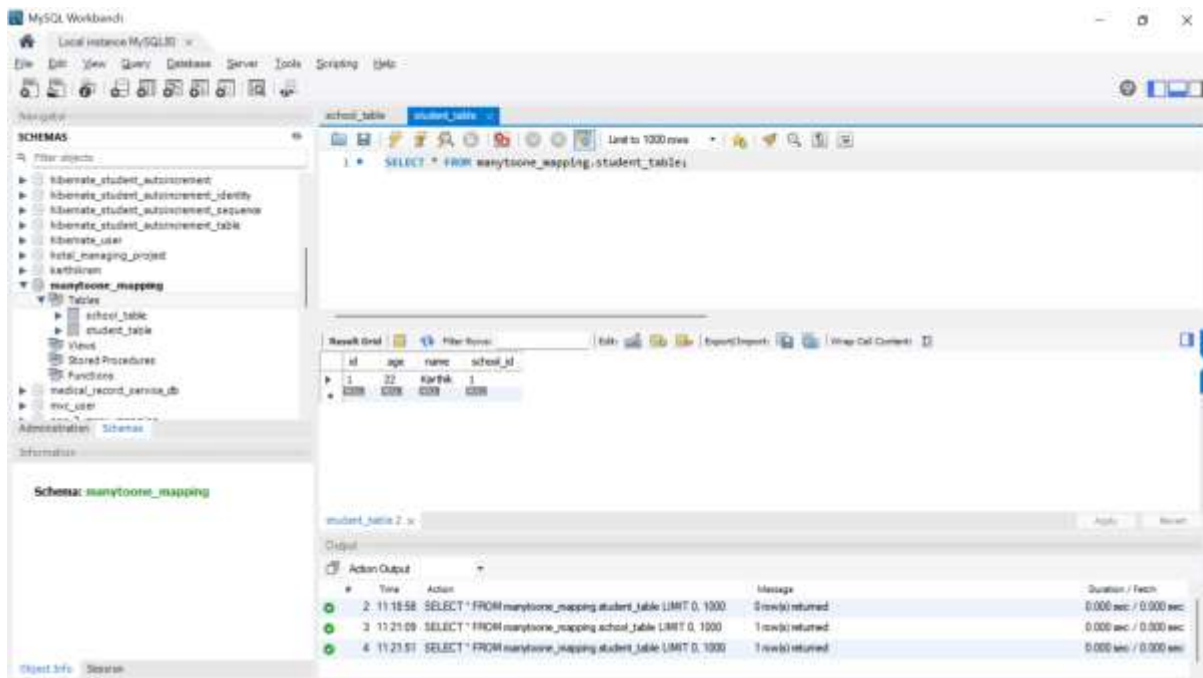 MySQL Workbench
Local instance MySQL80
File Edit View Query Database Server Tools Scripting Help
Navigator
school_table student_table
SCHEMAS
Limit to 1000 rows
Filter objects
1 SELECT * FROM manytoone_mapping.student_table;
hibernate_student_autoincrement
hibernate_student_autoincrement_identity
hibernate_student_autoincrement_sequence
hibernate_student_autoincrement_table
hibernate_user
hotel_managing_project
karthikram
manytoone_mapping
Tables
school_table
student_table
Views
Stored Procedures
Functions
medical_record_service_db
mvc_user
Administration Schemas
Result Grid Filter Rows: Edit: Export/Import: Wrap Cell Content:
id age name school_id
1 22 Karthik 1
NULL NULL NULL NULL
Information
Schema: manytoone_mapping
student_table 2 Apply Revert
Output
Action Output
# Time Action Message Duration / Fetch
2 11:18:58 SELECT * FROM manytoone_mapping.student_table LIMIT 0, 1000 0 row(s) returned 0.000 sec / 0.000 sec
3 11:21:09 SELECT * FROM manytoone_mapping.school_table LIMIT 0, 1000 1 row(s) returned 0.000 sec / 0.000 sec
4 11:21:51 SELECT * FROM manytoone_mapping.student_table LIMIT 0, 1000 1 row(s) returned 0.000 sec / 0.000 sec
Object Info Session